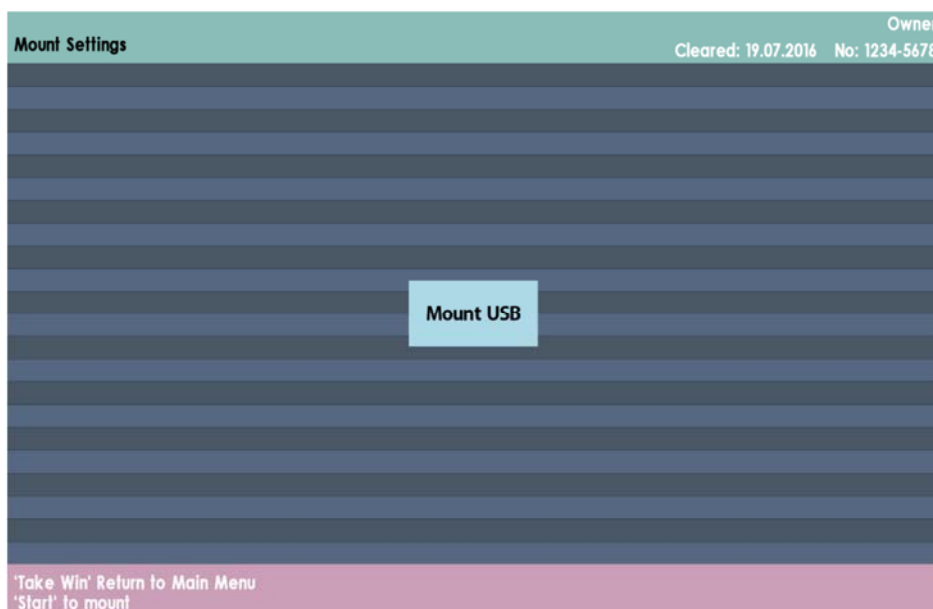 Owner
Mount Settings
Cleared: 19.07.2016 No: 1234-5678
Mount USB
'Take Win' Return to Main Menu
'Start' to mount